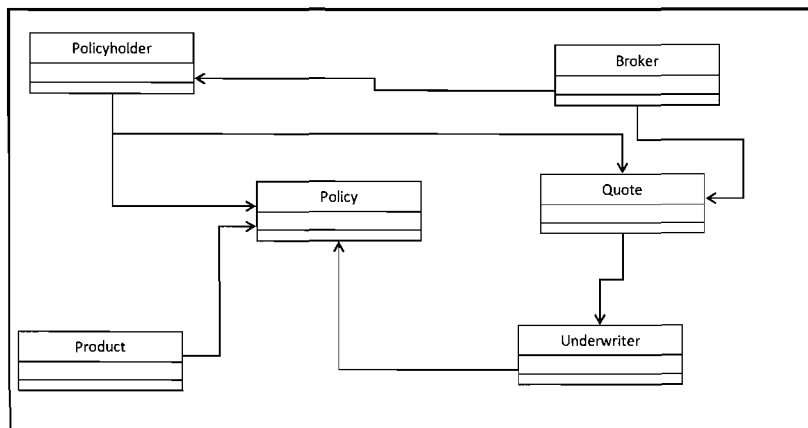 Policyholder
Broker
Policy
Quote
Product
Underwriter